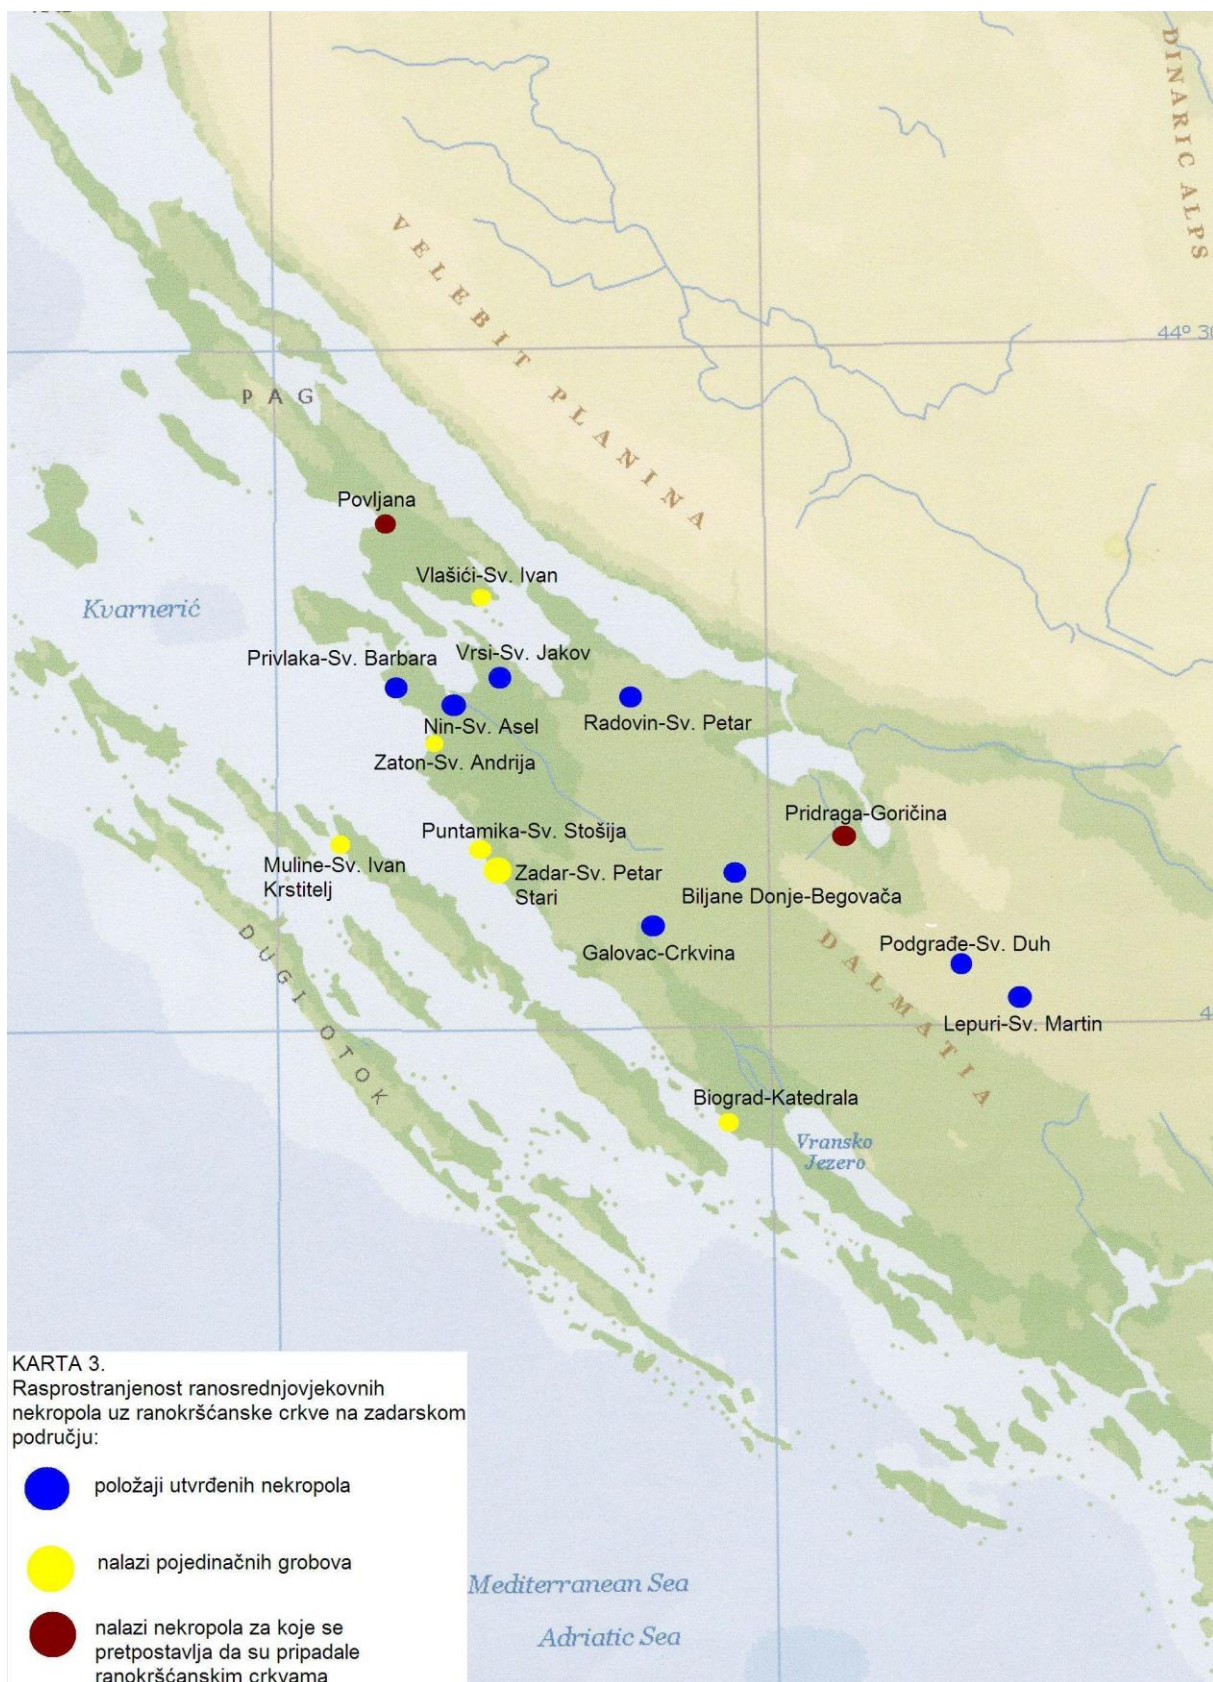 DINARIC ALPS
VELEBIT PLANINA
44° 30
PAG
Povljana
Vlašići-Sv. Ivan
Kvarnerić
Privlaka-Sv. Barbara
Vrsi-Sv. Jakov
Nin-Sv. Asel
Radovin-Sv. Petar
Zaton-Sv. Andrija
Pridraga-Goričina
Puntamika-Sv. Stošija
Muline-Sv. Ivan
Krstitelj
Zadar-Sv. Petar
Stari
Biljane Donje-Begovača
DUGI OTOK
Galovac-Crkvina
DALMATIA
Podgrađe-Sv. Duh
Lepuri-Sv. Martin
Biograd-Katedrala
Vransko
Jezero
KARTA 3.
Rasprostranjenost ranosrednjovjekovnih
nekropola uz ranokršćanske crkve na zadarskom
području:
položaji utvrđenih nekropola
nalazi pojedinačnih grobova
nalazi nekropola za koje se
pretpostavlja da su pripadale
ranokršćanskim crkvama
Mediterranean Sea
Adriatic Sea